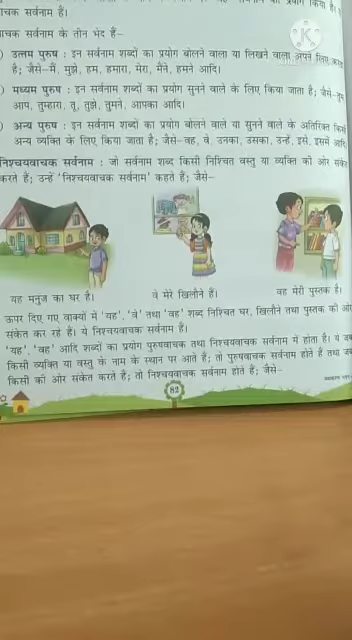 वाचक सर्वनाम हैं।
वाचक सर्वनाम के तीन भेद हैं–
) उत्तम पुरुष : इन सर्वनाम शब्दों का प्रयोग बोलने वाला या लिखने वाला अपने लिए करता
है; जैसे–मैं, मुझे, हम, हमारा, मेरा, मैंने, हमने आदि।
) मध्यम पुरुष : इन सर्वनाम शब्दों का प्रयोग सुनने वाले के लिए किया जाता है; जैसे–तुम
आप, तुम्हारा, तू, तुझे, तुमने, आपका आदि।
) अन्य पुरुष : इन सर्वनाम शब्दों का प्रयोग बोलने वाले या सुनने वाले के अतिरिक्त किसी
अन्य व्यक्ति के लिए किया जाता है; जैसे–वह, वे, उनका, उसका, उन्हें, इसे, इसमें आदि
निश्चयवाचक सर्वनाम : जो सर्वनाम शब्द किसी निश्चित वस्तु या व्यक्ति की ओर संकेत
करते हैं; उन्हें 'निश्चयवाचक सर्वनाम' कहते हैं; जैसे–
यह मनुज का घर है।
वे मेरे खिलौने हैं।
वह मेरी पुस्तक है।
ऊपर दिए गए वाक्यों में 'यह', 'वे' तथा 'वह' शब्द निश्चित घर, खिलौने तथा पुस्तक की ओर
संकेत कर रहे हैं। ये निश्चयवाचक सर्वनाम हैं।
'यह', 'वह' आदि शब्दों का प्रयोग पुरुषवाचक तथा निश्चयवाचक सर्वनाम में होता है। ये जब
किसी व्यक्ति या वस्तु के नाम के स्थान पर आते हैं; तो पुरुषवाचक सर्वनाम होते हैं तथा जब
किसी की ओर संकेत करते हैं; तो निश्चयवाचक सर्वनाम होते हैं; जैसे–
82